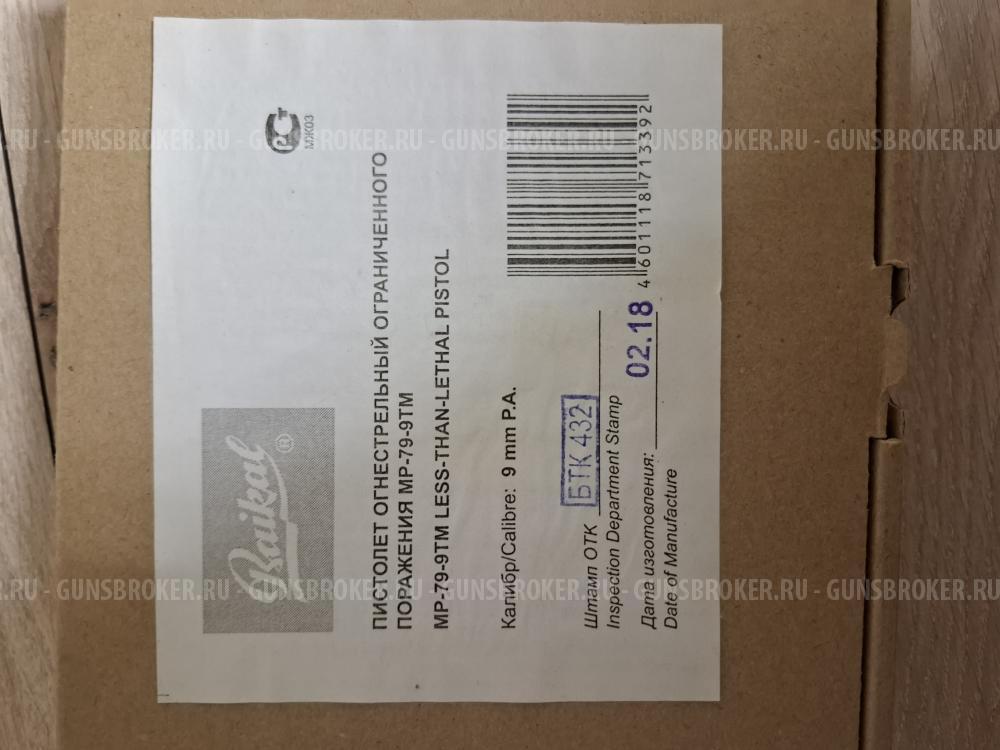 Baikal ®
РСТ
МЖ03
ПИСТОЛЕТ ОГНЕСТРЕЛЬНЫЙ ОГРАНИЧЕННОГО
ПОРАЖЕНИЯ МР-79-9ТМ
MP-79-9TM LESS-THAN-LETHAL PISTOL
Калибр/Calibre: 9 mm P.A.
Штамп ОТК БТК 432
Inspection Department Stamp
Дата изготовления: 02.18
Date of Manufacture
4 601118 713392
.RU - GUNSBROKER.RU - GUNSBROKER.RU - GUNSBROKER.RU - GUNSBROKER.RU - GUNSBROKER.RU
.RU - GUNSBROKER.RU - GUNSBROKER.RU - GUNSBROKER.RU - GUNSBROKER.RU - GUNSBROKER.RU